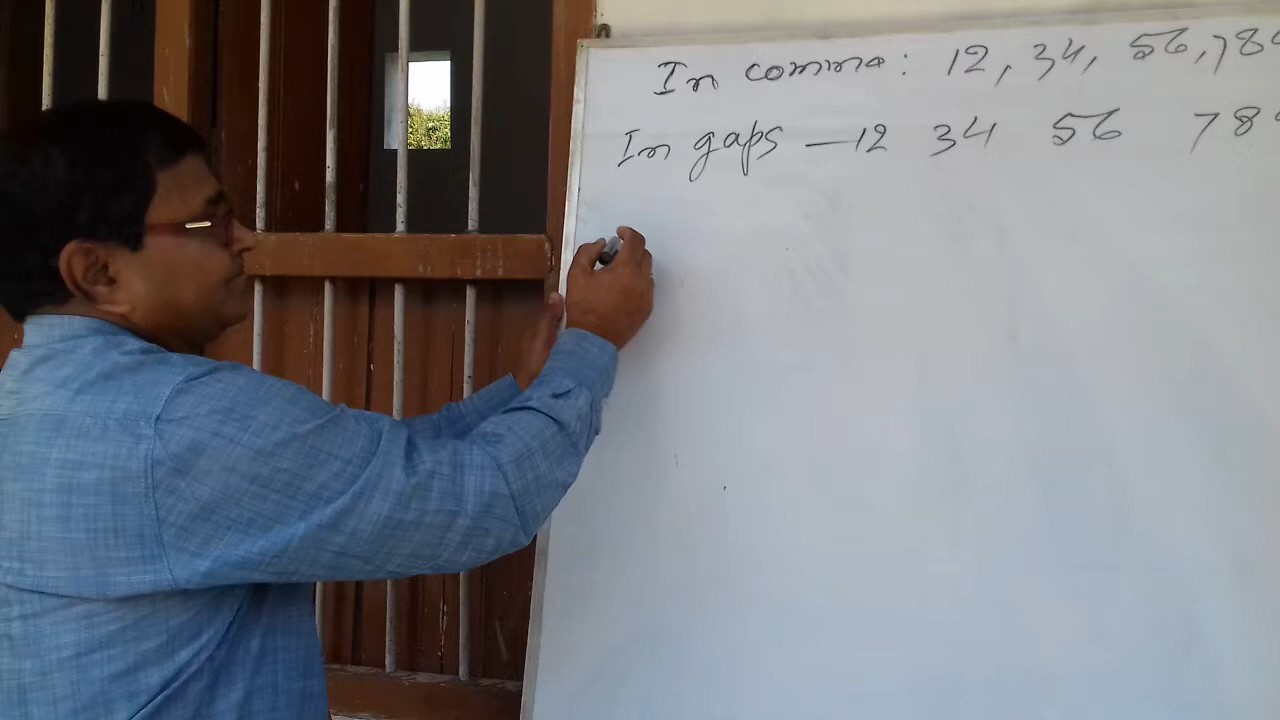 In comma: 12, 34, 56, 78
In gaps — 12 34 56 78